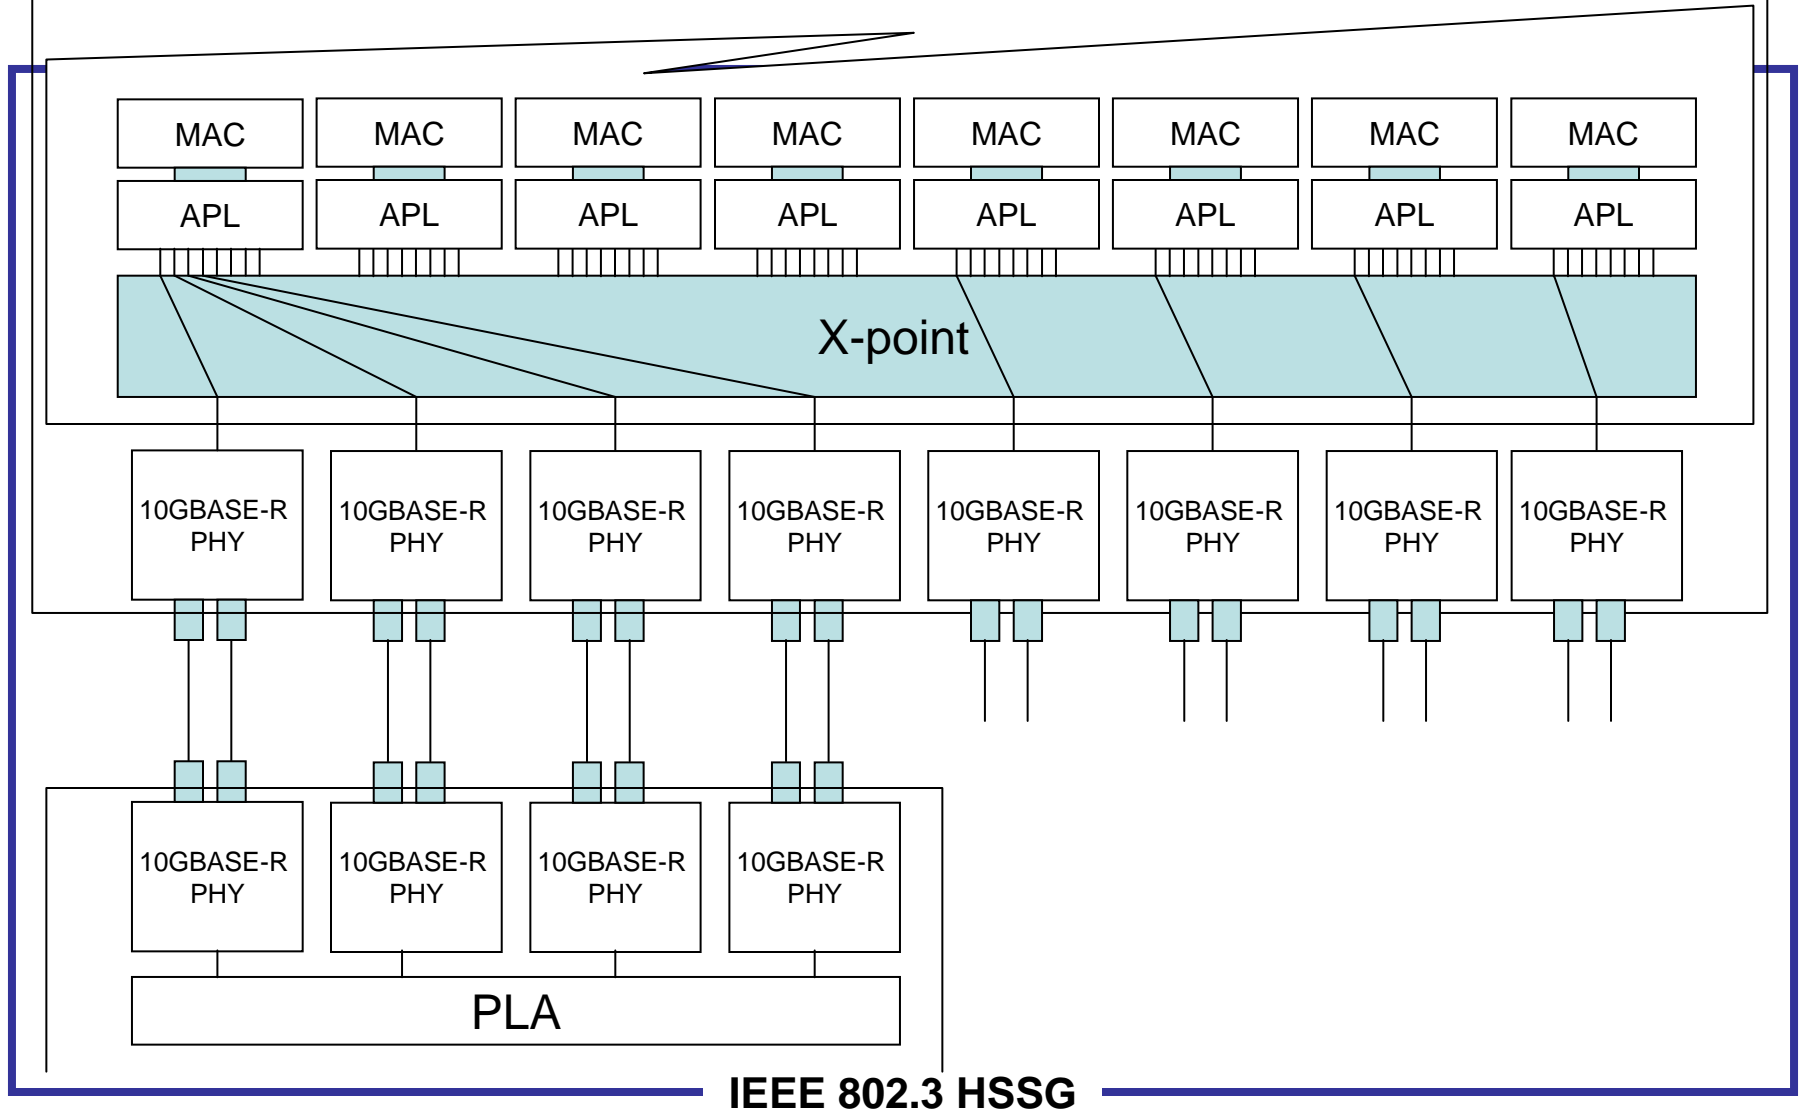 MAC MAC MAC MAC MAC MAC MAC MAC
APL APL APL APL APL APL APL APL
X-point
10GBASE-R 10GBASE-R 10GBASE-R 10GBASE-R 10GBASE-R 10GBASE-R 10GBASE-R 10GBASE-R
PHY PHY PHY PHY PHY PHY PHY PHY
10GBASE-R 10GBASE-R 10GBASE-R 10GBASE-R
PHY PHY PHY PHY
PLA
IEEE 802.3 HSSG